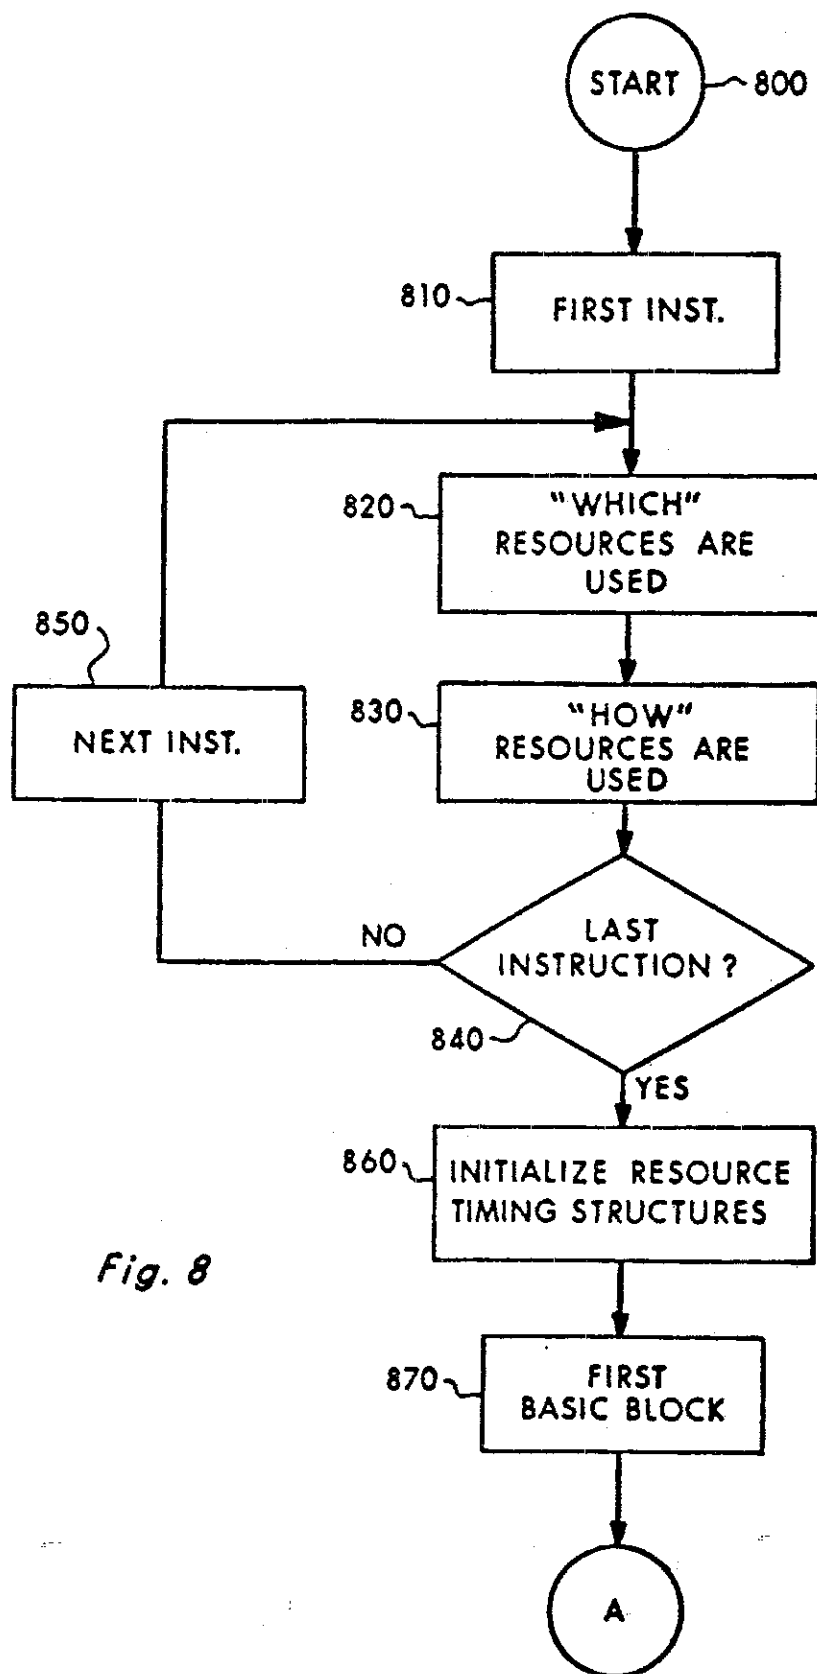 START
800
810
FIRST INST.
820
"WHICH"
RESOURCES ARE
USED
850
NEXT INST.
830
"HOW"
RESOURCES ARE
USED
NO
LAST
INSTRUCTION?
840
YES
860
INITIALIZE RESOURCE
TIMING STRUCTURES
Fig. 8
870
FIRST
BASIC BLOCK
A